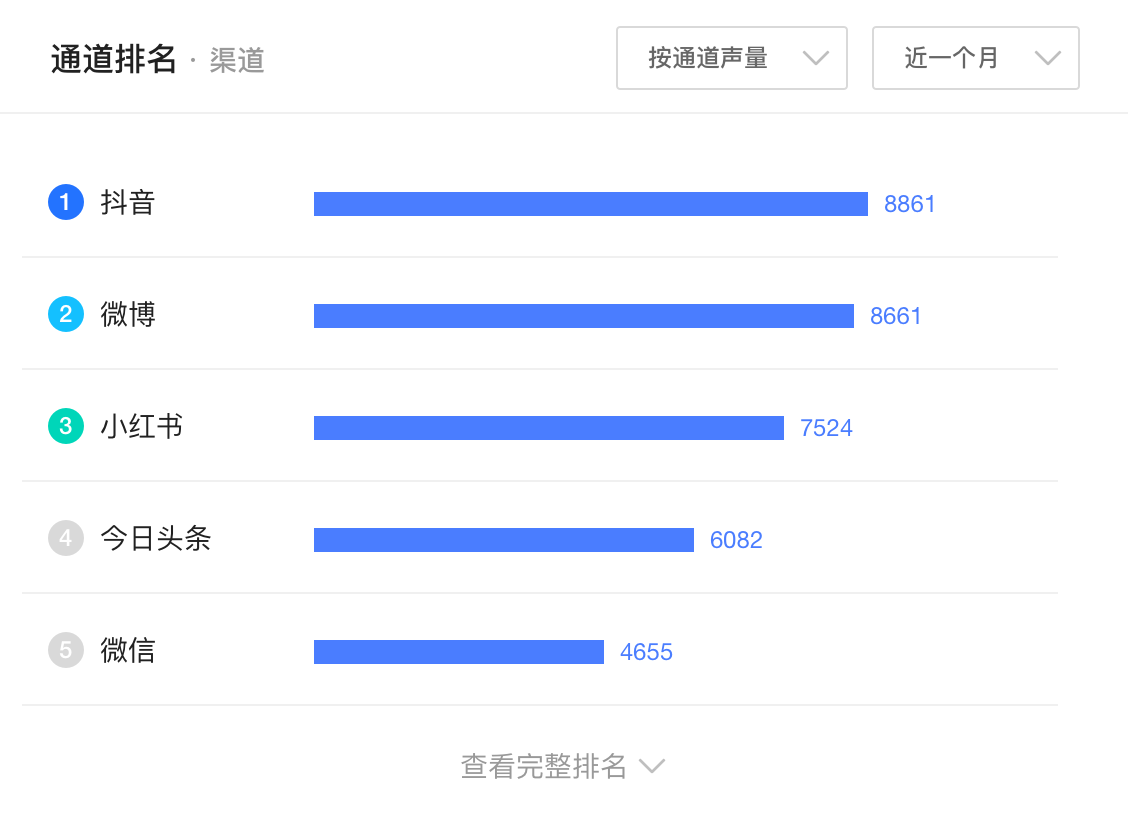 通道排名 · 渠道 按通道声量 近一个月
1 抖音 8861
2 微博 8661
3 小红书 7524
4 今日头条 6082
5 微信 4655
查看完整排名